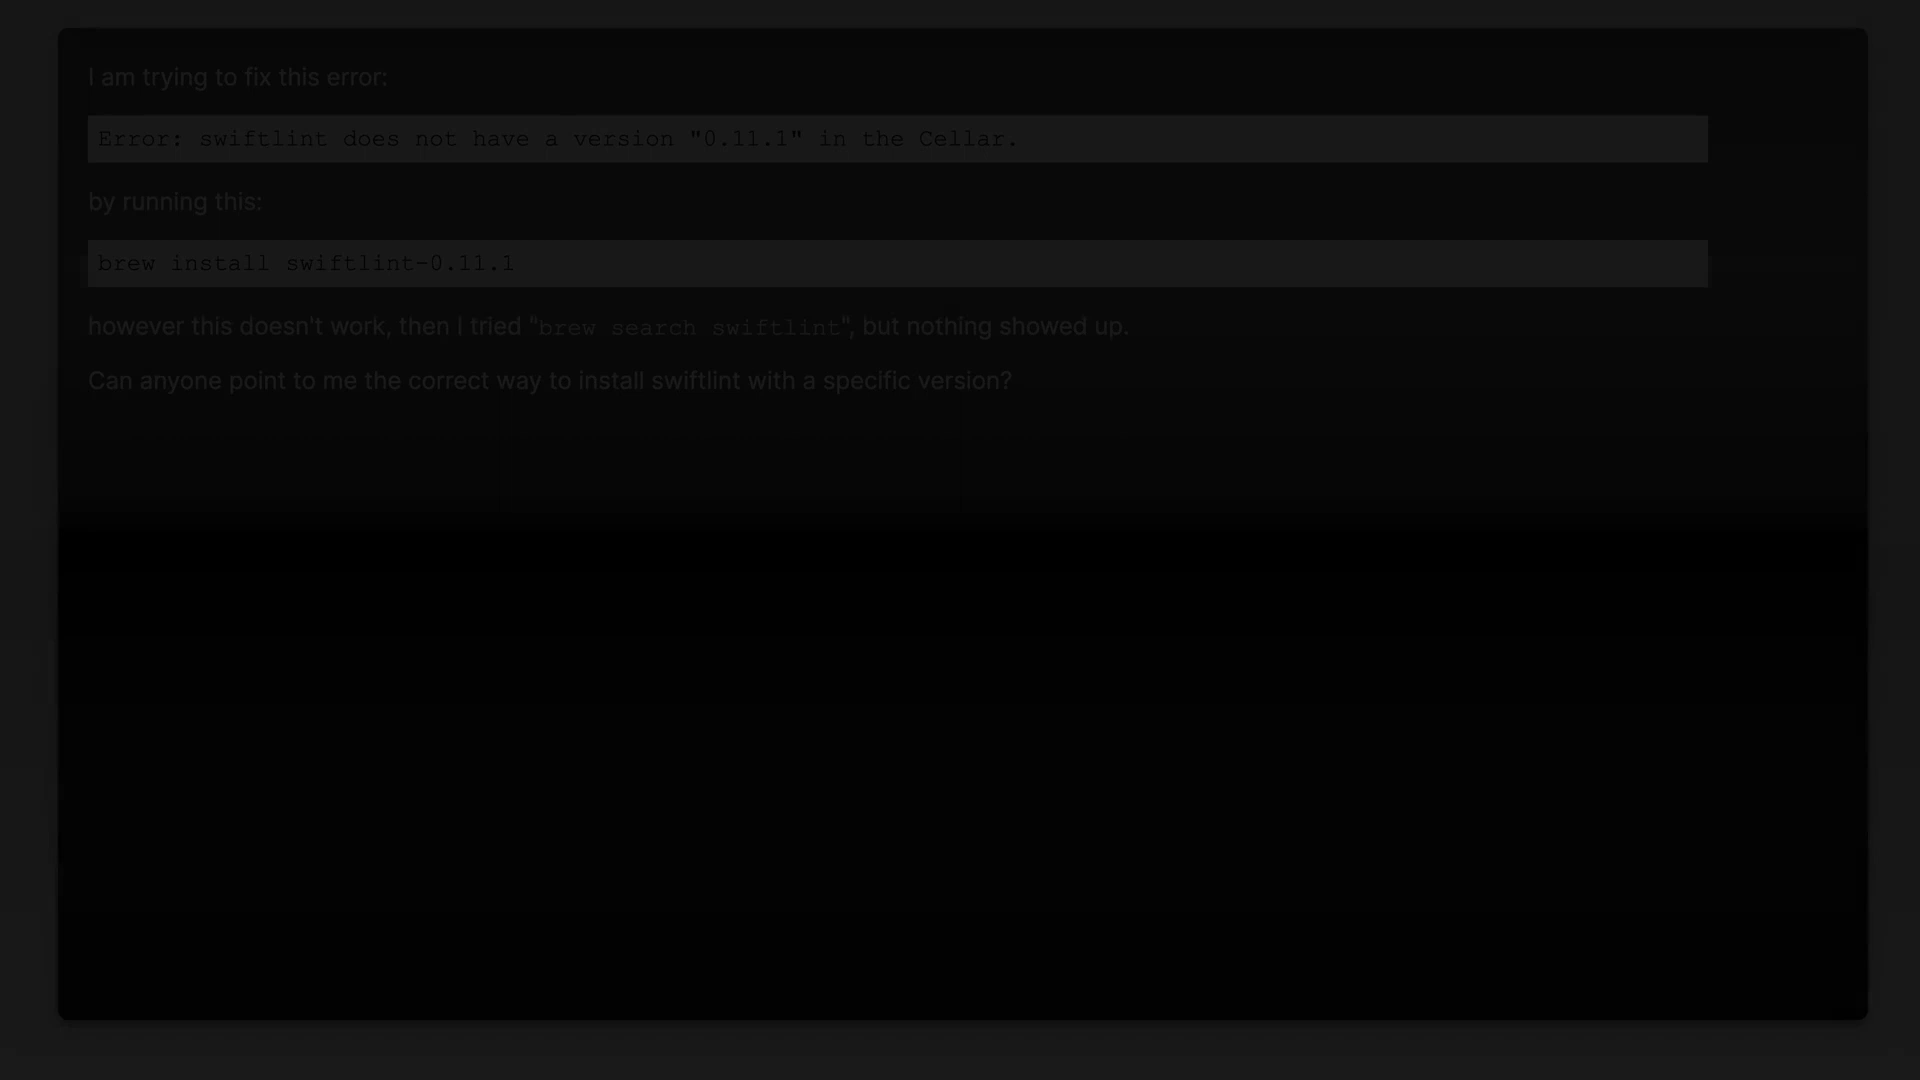 I am trying to fix this error:
Error: swiftlint does not have a version "0.11.1" in the Cellar.
by running this:
brew install swiftlint-0.11.1
however this doesn't work, then I tried "brew search swiftlint", but nothing showed up.
Can anyone point to me the correct way to install swiftlint with a specific version?